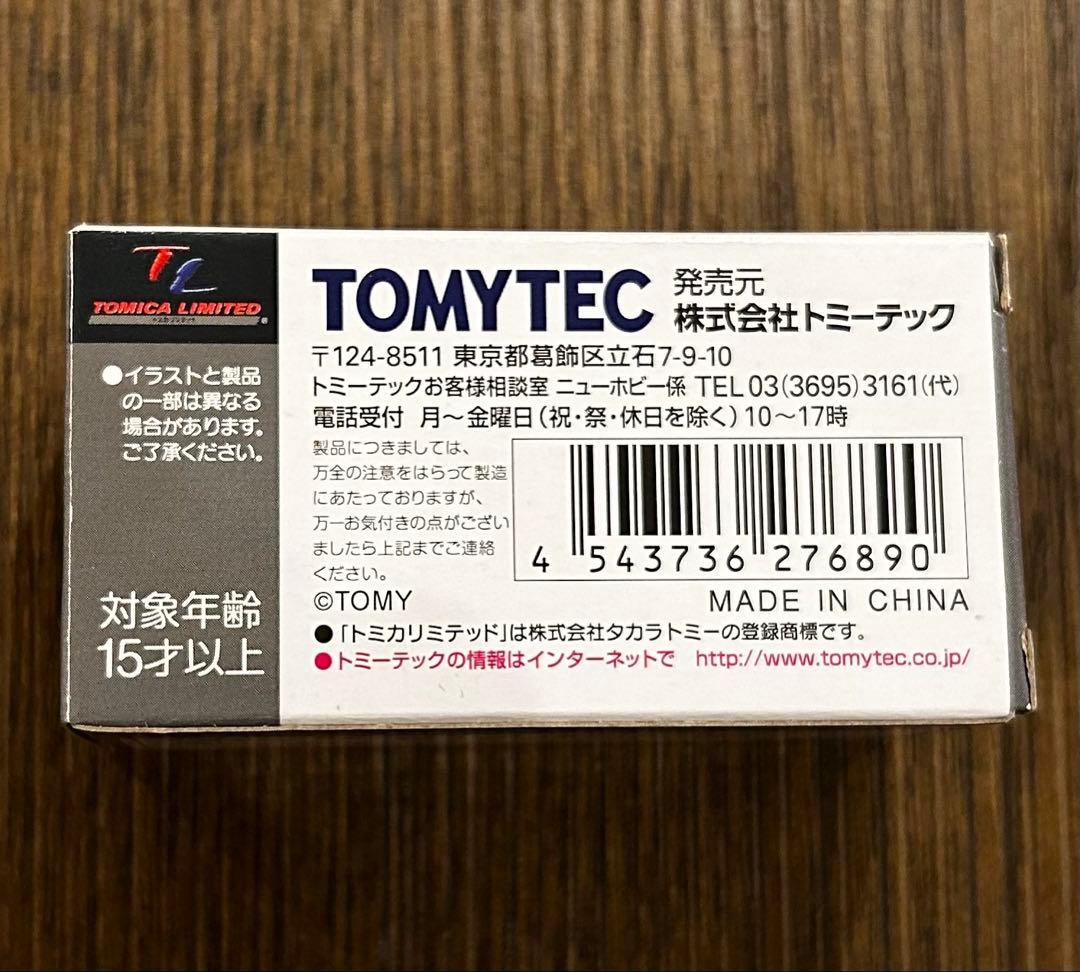 TL
TOMICA LIMITED
●イラストと製品
の一部は異なる
場合があります。
ご了承ください。
対象年齢
15才以上
TOMYTEC
発売元
株式会社トミーテック
〒124-8511 東京都葛飾区立石7-9-10
トミーテックお客様相談室 ニューホビー係 TEL 03(3695)3161(代)
電話受付 月～金曜日(祝・祭・休日を除く)10～17時
製品につきましては、
万全の注意をはらって製造
にあたっておりますが、
万一お気付きの点がござい
ましたら上記までご連絡
ください。
4 543736 276890
©TOMY
MADE IN CHINA
●「トミカリミテッド」は株式会社タカラトミーの登録商標です。
●トミーテックの情報はインターネットで http://www.tomytec.co.jp/